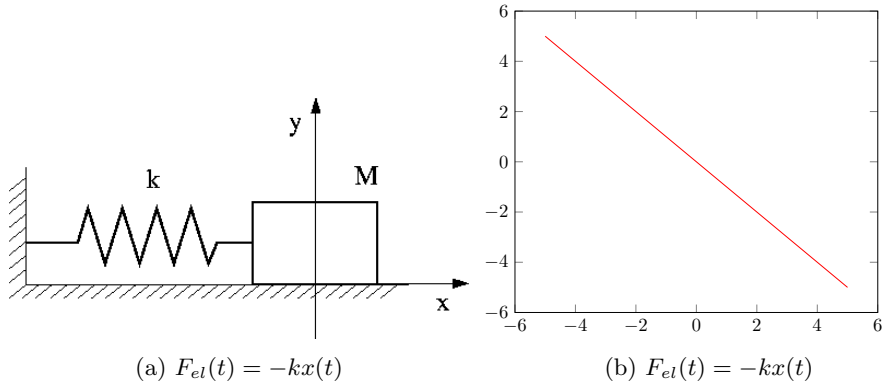 y
k
M
x
(a) F_{el}(t) = −kx(t)
6
4
2
0
−2
−4
−6
−6 −4 −2 0 2 4 6
(b) F_{el}(t) = −kx(t)